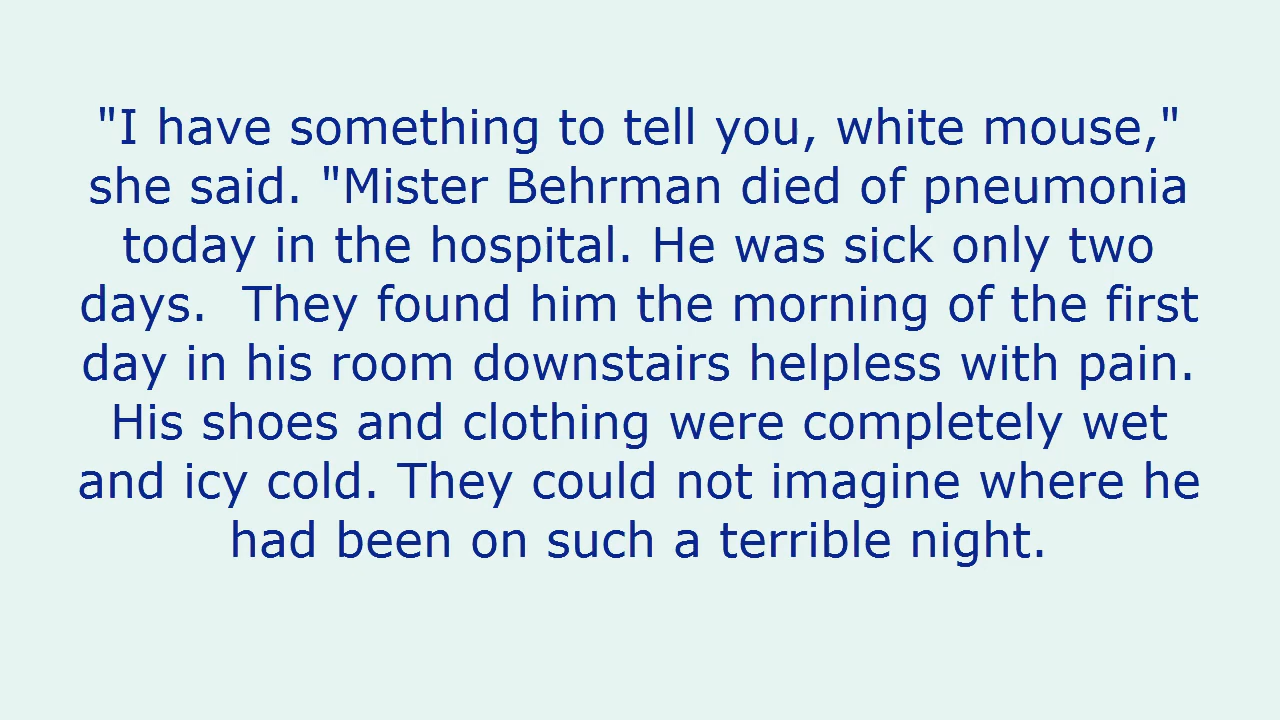 "I have something to tell you, white mouse,"
she said. "Mister Behrman died of pneumonia
today in the hospital. He was sick only two
days.  They found him the morning of the first
day in his room downstairs helpless with pain.
His shoes and clothing were completely wet
and icy cold. They could not imagine where he
had been on such a terrible night.